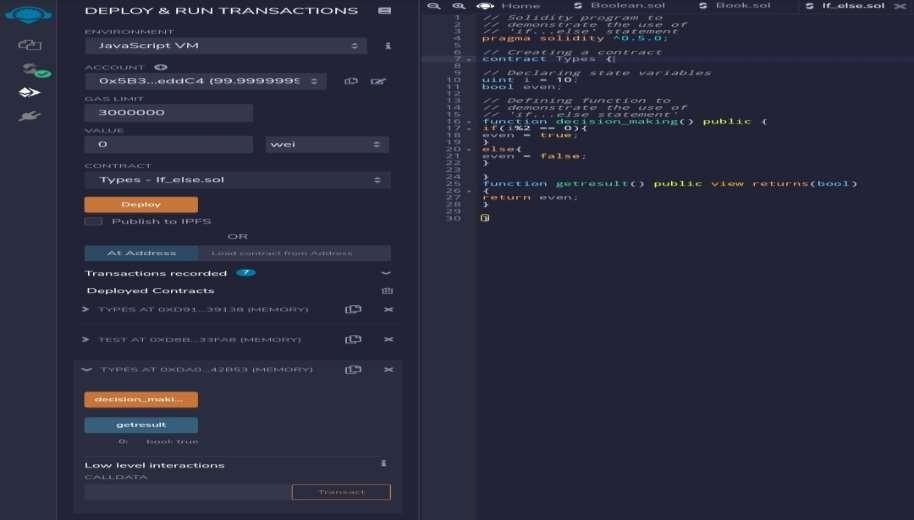 DEPLOY & RUN TRANSACTIONS
ENVIRONMENT
JavaScript VM
ACCOUNT
0x5B3...eddC4 (99.9999999
GAS LIMIT
3000000
VALUE
0
wei
CONTRACT
Types - If_else.sol
Deploy
Publish to IPFS
OR
At Address
Load contract from Address
Transactions recorded 7
Deployed Contracts
TYPES AT 0XD91...39138 (MEMORY)
TEST AT 0XD8B...33FA8 (MEMORY)
TYPES AT 0XDA0...42B53 (MEMORY)
decision_maki...
getresult
0: bool: true
Low level interactions
CALLDATA
Transact
Home
Boolean.sol
Book.sol
If_else.sol
1 // Solidity program to
2 // demonstrate the use of
3 // 'if...else' statement
4 pragma solidity ^0.5.0;
5
6 // Creating a contract
7 contract Types {
8
9 // Declaring state variables
10 uint i = 10;
11 bool even;
12
13 // Defining function to
14 // demonstrate the use of
15 // 'if...else statement'
16 function decision_making() public {
17 if(i%2 == 0){
18 even = true;
19 }
20 else{
21 even = false;
22 }
23
24 }
25 function getresult() public view returns(bool)
26 {
27 return even;
28 }
29
30 }